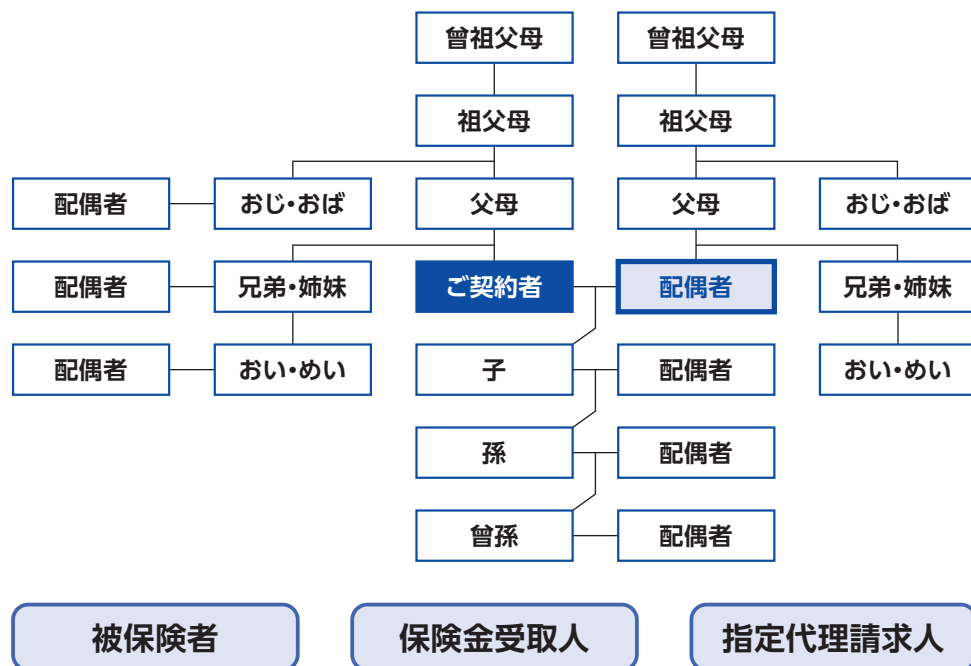 曾祖父母 曾祖父母
祖父母 祖父母
配偶者 おじ・おば 父母 父母 おじ・おば
配偶者 兄弟・姉妹 ご契約者 配偶者 兄弟・姉妹
配偶者 おい・めい 子 配偶者 おい・めい
孫 配偶者
曾孫 配偶者
被保険者 保険金受取人 指定代理請求人